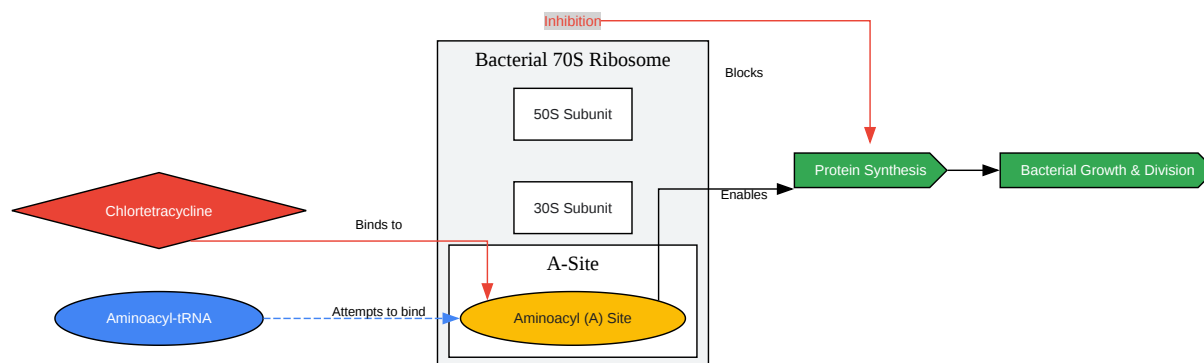 Inhibition
Bacterial 70S Ribosome
Blocks
50S Subunit
Protein Synthesis
Bacterial Growth & Division
Enables
30S Subunit
Chlortetracycline
Binds to
A-Site
Attempts to bind
Aminoacyl-tRNA
Aminoacyl (A) Site